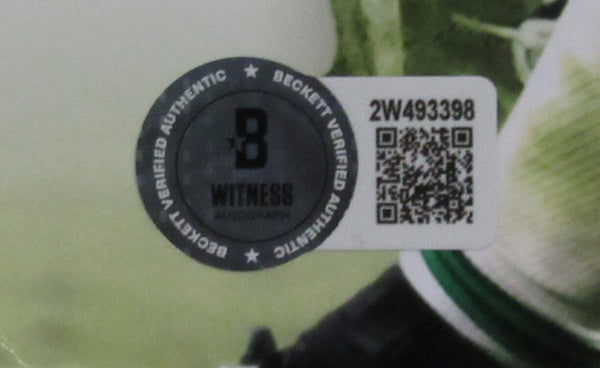 BECKETT VERIFIED AUTHENTIC ★ BECKETT VERIFIED AUTHENTIC ★
B
WITNESS
AUTOGRAPH
2W493398